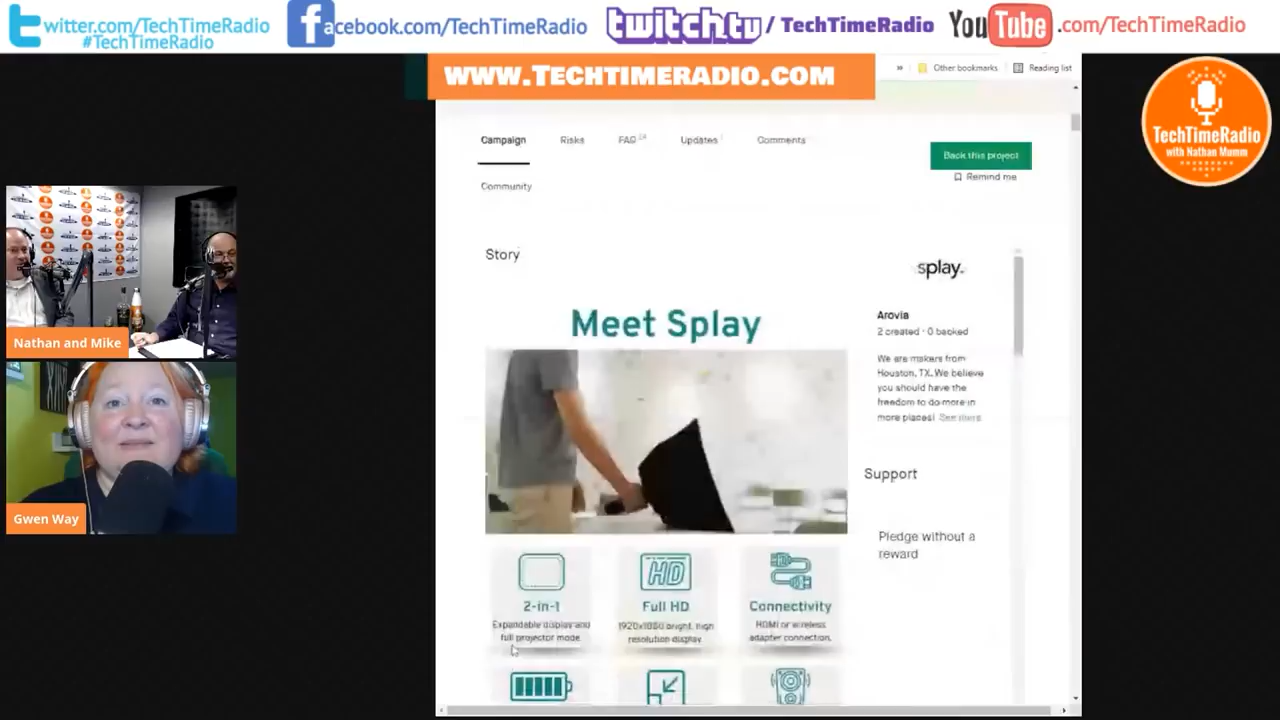 twitter.com/TechTimeRadio
#TechTimeRadio
facebook.com/TechTimeRadio
twitchtv / TechTimeRadio
YouTube .com/TechTimeRadio
www.Techtimeradio.com
» Other bookmarks Reading list
TechTimeRadio
with Nathan Mumm
Campaign Risks FAQ 24 Updates 1 Comments
Back this project
Remind me
Community
Story
splay.
Meet Splay
Arovia
2 created · 0 backed
We are makers from
Houston, TX. We believe
you should have the
freedom to do more in
more places! See more
Nathan and Mike
Support
Gwen Way
Pledge without a
reward
HD
2-in-1
Expandable display and
full projector mode
Full HD
1920x1080 bright, high
resolution display.
Connectivity
HDMI or wireless
adapter connection.